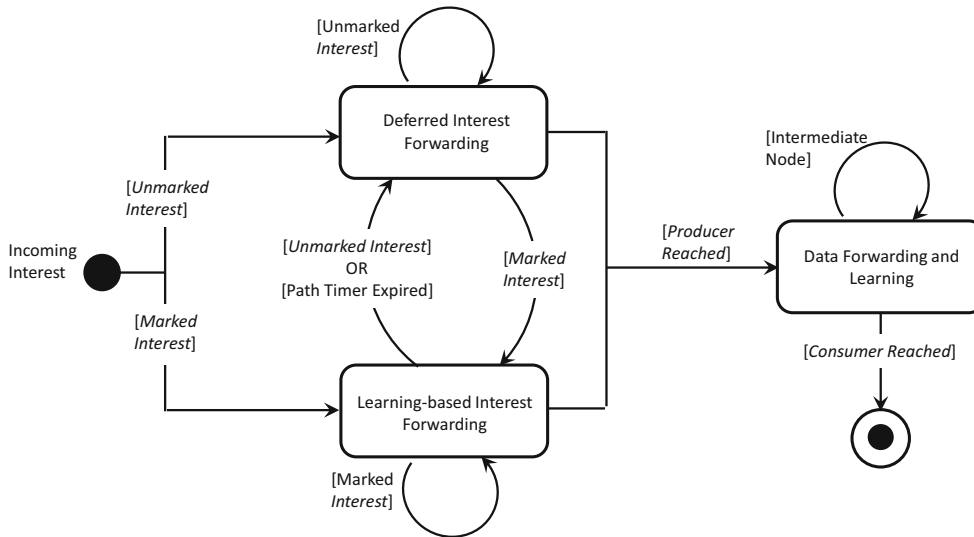 [Unmarked
Interest]
Deferred Interest
Forwarding
[Intermediate
Node]
[Unmarked
Interest]
Incoming
Interest
[Unmarked Interest]
OR
[Path Timer Expired]
[Marked
Interest]
[Producer
Reached]
Data Forwarding and
Learning
[Marked
Interest]
[Consumer Reached]
Learning-based Interest
Forwarding
[Marked
Interest]